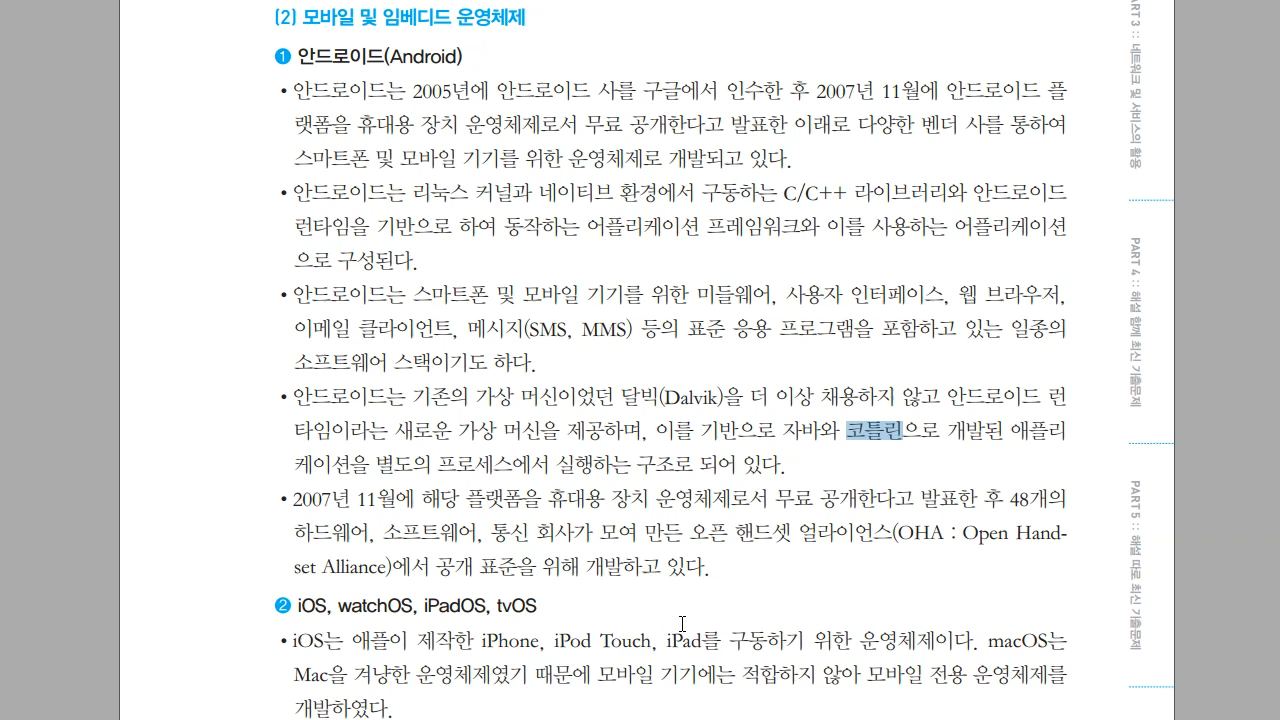 (2) 모바일 및 임베디드 운영체제
❶ 안드로이드(Android)
• 안드로이드는 2005년에 안드로이드 사를 구글에서 인수한 후 2007년 11월에 안드로이드 플
랫폼을 휴대용 장치 운영체제로서 무료 공개한다고 발표한 이래로 다양한 벤더 사를 통하여
스마트폰 및 모바일 기기를 위한 운영체제로 개발되고 있다.
• 안드로이드는 리눅스 커널과 네이티브 환경에서 구동하는 C/C++ 라이브러리와 안드로이드
런타임을 기반으로 하여 동작하는 어플리케이션 프레임워크와 이를 사용하는 어플리케이션
으로 구성된다.
• 안드로이드는 스마트폰 및 모바일 기기를 위한 미들웨어, 사용자 인터페이스, 웹 브라우저,
이메일 클라이언트, 메시지(SMS, MMS) 등의 표준 응용 프로그램을 포함하고 있는 일종의
소프트웨어 스택이기도 하다.
• 안드로이드는 기존의 가상 머신이었던 달빅(Dalvik)을 더 이상 채용하지 않고 안드로이드 런
타임이라는 새로운 가상 머신을 제공하며, 이를 기반으로 자바와 코틀린으로 개발된 애플리
케이션을 별도의 프로세스에서 실행하는 구조로 되어 있다.
• 2007년 11월에 해당 플랫폼을 휴대용 장치 운영체제로서 무료 공개한다고 발표한 후 48개의
하드웨어, 소프트웨어, 통신 회사가 모여 만든 오픈 핸드셋 얼라이언스(OHA : Open Hand-
set Alliance)에서 공개 표준을 위해 개발하고 있다.
❷ iOS, watchOS, iPadOS, tvOS
• iOS는 애플이 제작한 iPhone, iPod Touch, iPad를 구동하기 위한 운영체제이다. macOS는
Mac을 겨냥한 운영체제였기 때문에 모바일 기기에는 적합하지 않아 모바일 전용 운영체제를
개발하였다.
PART 3 :: 네트워크 및 서비스의 활용
PART 4 :: 해설 함께 최신 기출문제
PART 5 :: 해설 따로 최신 기출문제